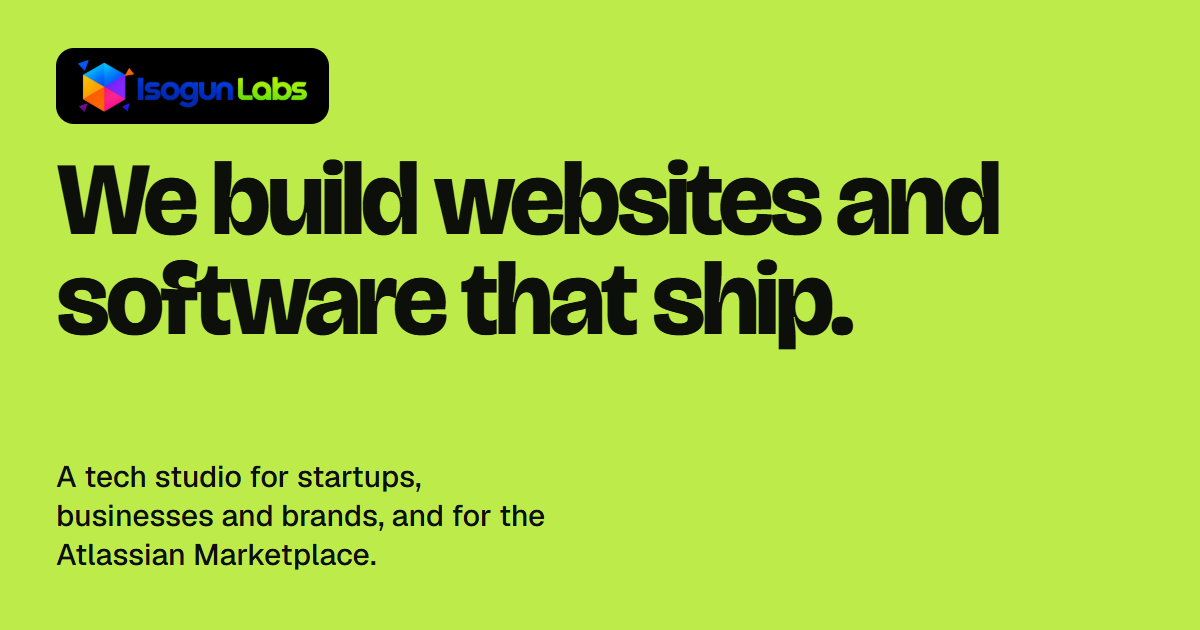 Isogun Labs
We build websites and
software that ship.
A tech studio for startups,
businesses and brands, and for the
Atlassian Marketplace.